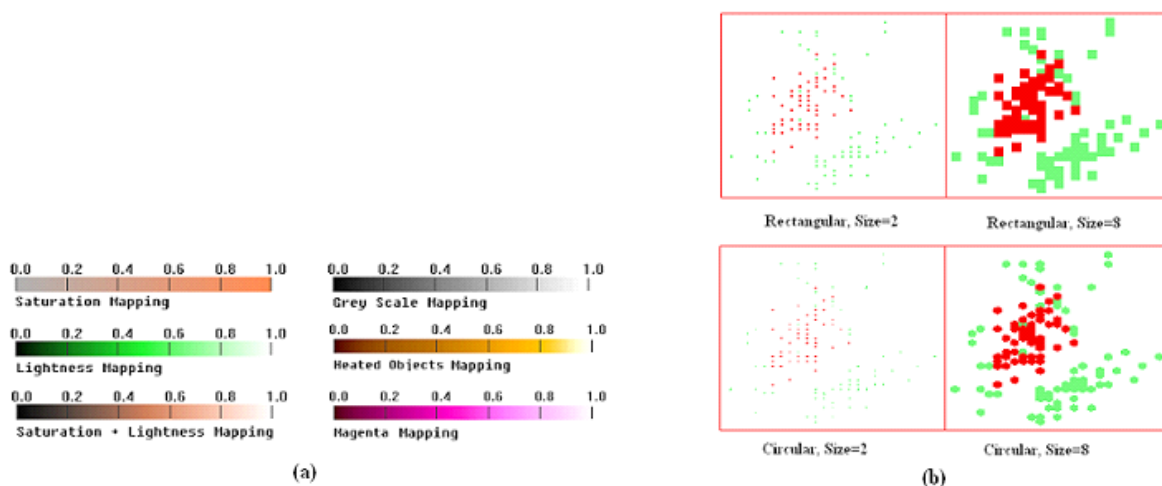 0.0 0.2 0.4 0.6 0.8 1.0
Saturation Mapping
0.0 0.2 0.4 0.6 0.8 1.0
Lightness Mapping
0.0 0.2 0.4 0.6 0.8 1.0
Saturation + Lightness Mapping
0.0 0.2 0.4 0.6 0.8 1.0
Grey Scale Mapping
0.0 0.2 0.4 0.6 0.8 1.0
Heated Objects Mapping
0.0 0.2 0.4 0.6 0.8 1.0
Magenta Mapping
(a)
Rectangular, Size=2 Rectangular, Size=8
Circular, Size=2 Circular, Size=8
(b)